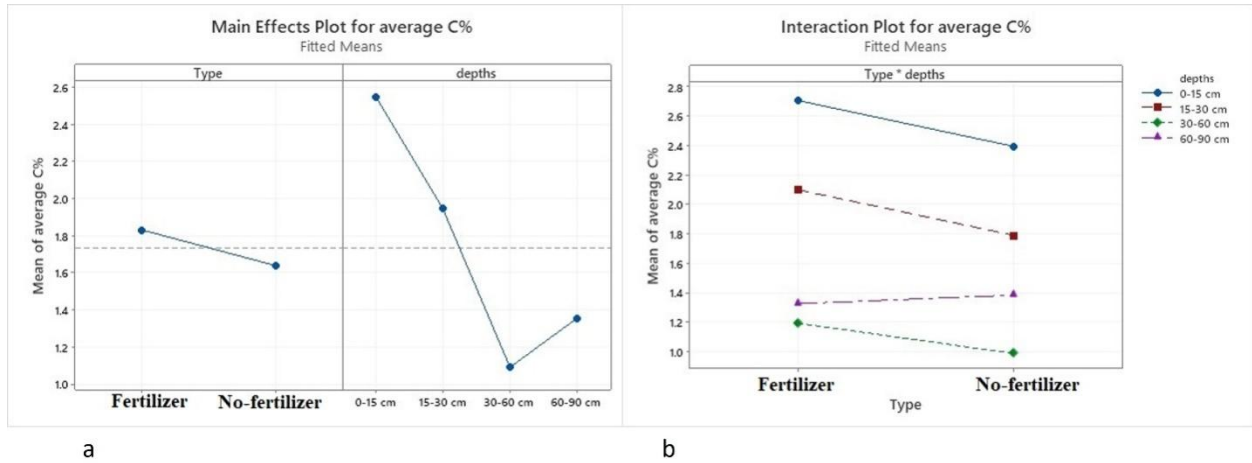 Main Effects Plot for average C%
Fitted Means
Type
depths
Mean of average C%
2.6
2.4
2.2
2.0
1.8
1.6
1.4
1.2
1.0
Fertilizer
No-fertilizer
0-15 cm
15-30 cm
30-60 cm
60-90 cm
a
Interaction Plot for average C%
Fitted Means
Type * depths
Mean of average C%
2.8
2.6
2.4
2.2
2.0
1.8
1.6
1.4
1.2
1.0
Fertilizer
No-fertilizer
Type
depths
0-15 cm
15-30 cm
30-60 cm
60-90 cm
b